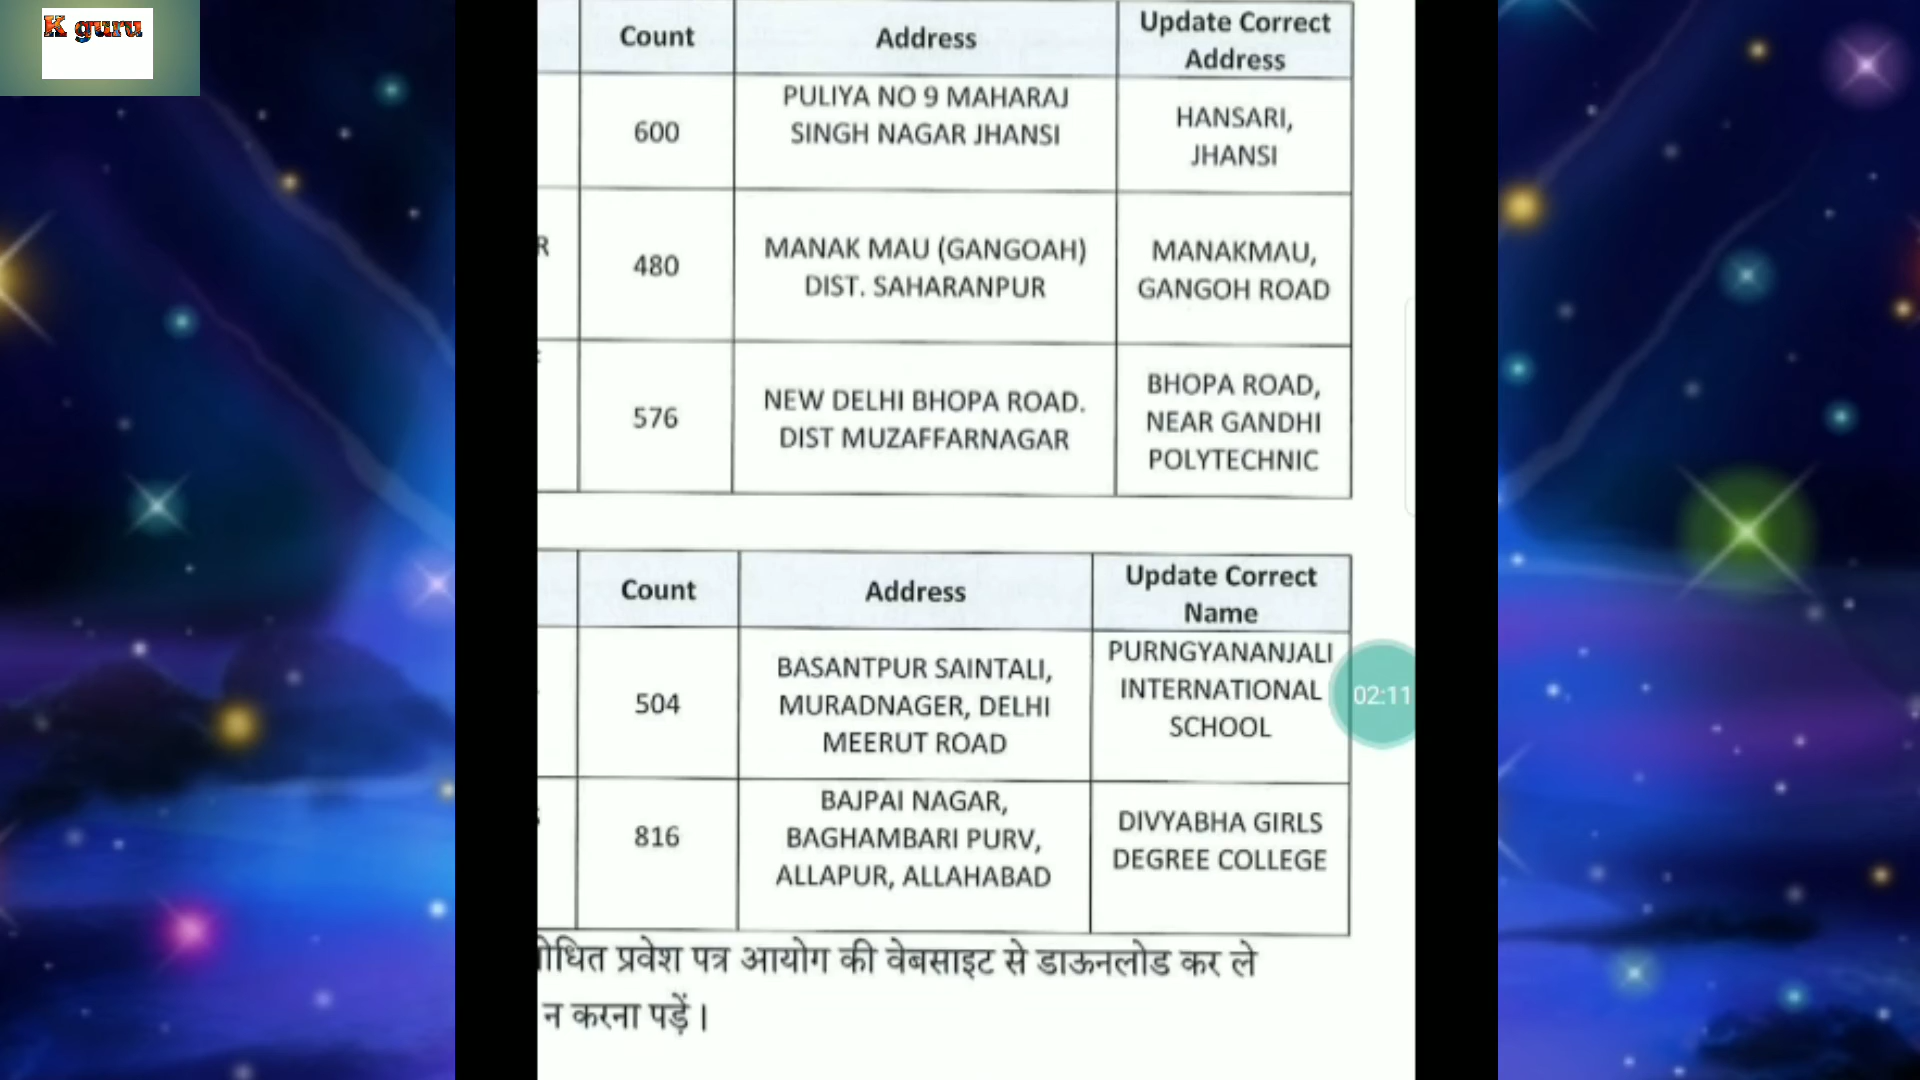 K guru
Count Address Update Correct
Address
600 PULIYA NO 9 MAHARAJ
SINGH NAGAR JHANSI HANSARI,
JHANSI
R 480 MANAK MAU (GANGOAH)
DIST. SAHARANPUR MANAKMAU,
GANGOH ROAD
576 NEW DELHI BHOPA ROAD.
DIST MUZAFFARNAGAR BHOPA ROAD,
NEAR GANDHI
POLYTECHNIC
Count Address Update Correct
Name
504 BASANTPUR SAINTALI,
MURADNAGER, DELHI
MEERUT ROAD PURNGYANANJALI
INTERNATIONAL
SCHOOL
02:11
816 BAJPAI NAGAR,
BAGHAMBARI PURV,
ALLAPUR, ALLAHABAD DIVYABHA GIRLS
DEGREE COLLEGE
प्रवेश पत्र आयोग की वेबसाइट से डाऊनलोड कर ले
न करना पड़ें।